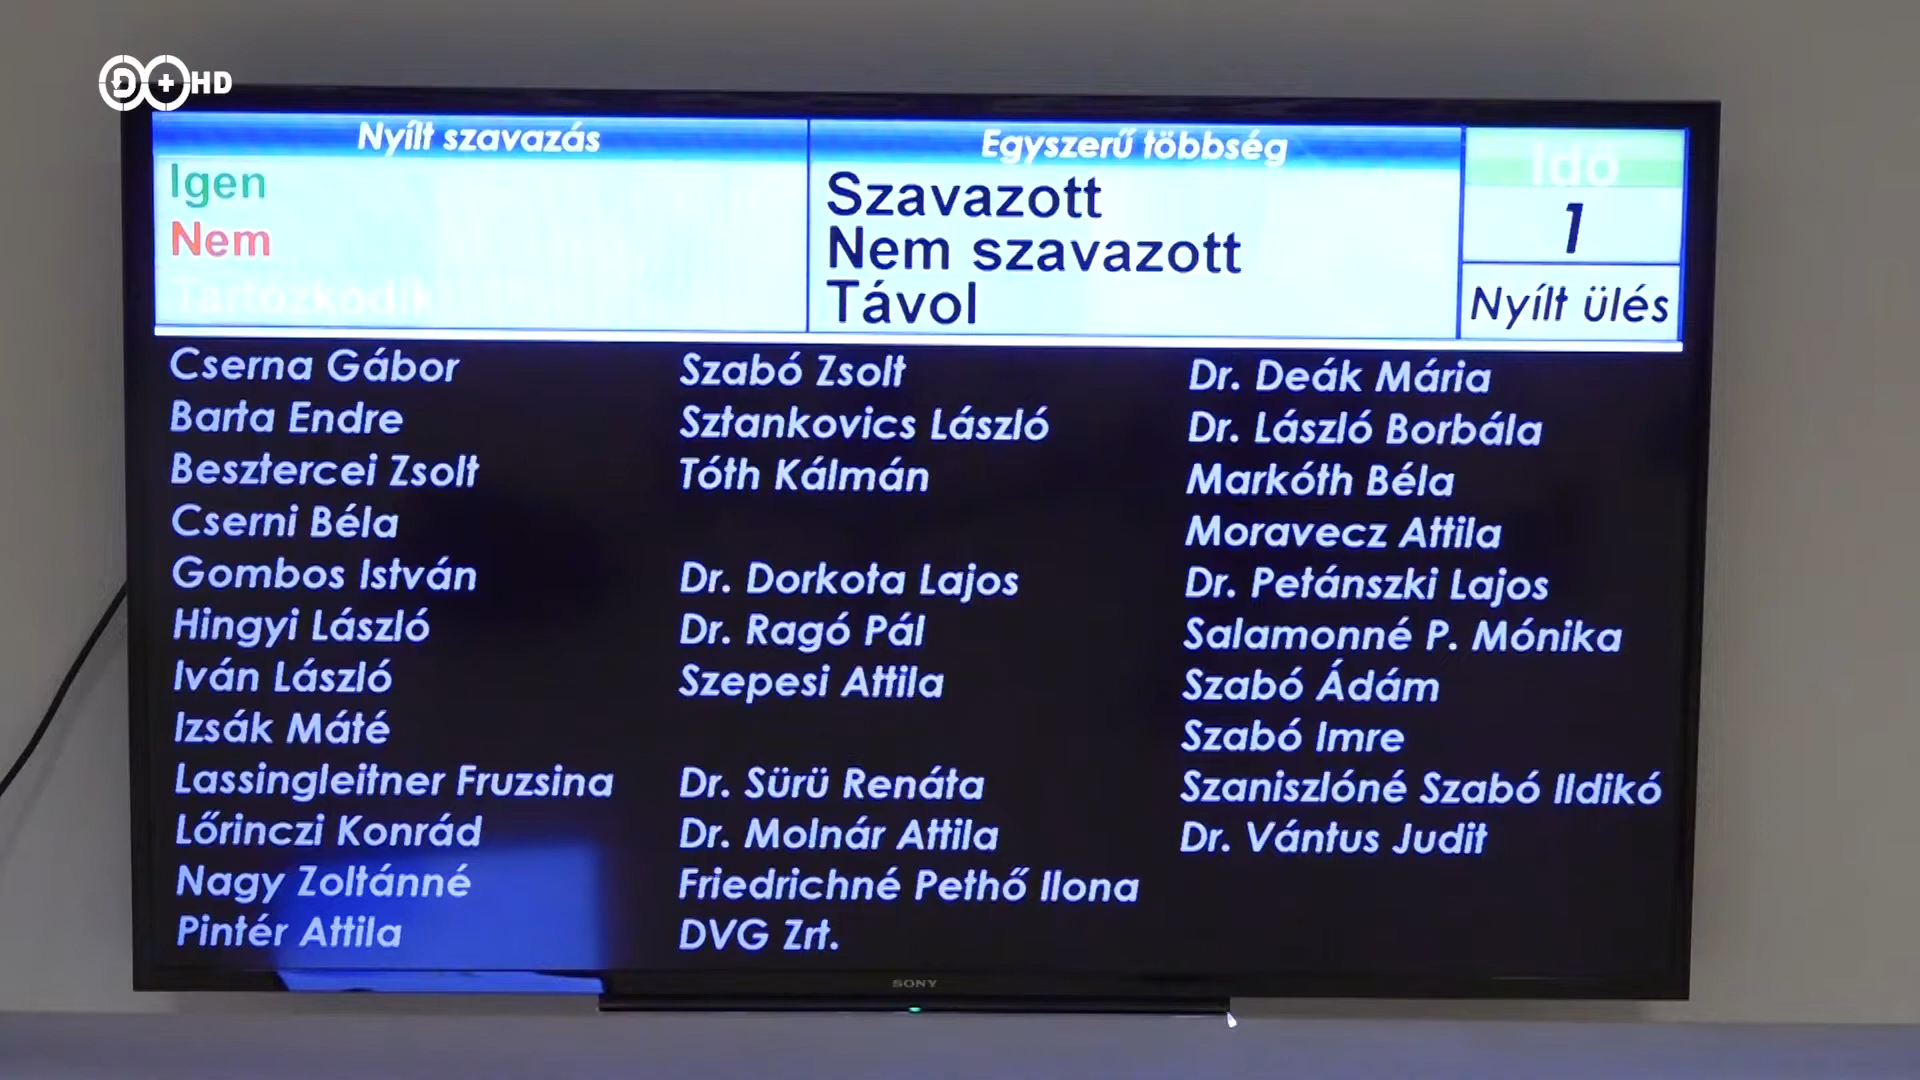 D+HD
Nyílt szavazás
Igen
Nem
Tartózkodik
Egyszerű többség
Szavazott
Nem szavazott
Távol
Idő
1
Nyílt ülés
Cserna Gábor
Barta Endre
Besztercei Zsolt
Cserni Béla
Gombos István
Hingyi László
Iván László
Izsák Máté
Lassingleitner Fruzsina
Lőrinczi Konrád
Nagy Zoltánné
Pintér Attila
Szabó Zsolt
Sztankovics László
Tóth Kálmán
Dr. Dorkota Lajos
Dr. Ragó Pál
Szepesi Attila
Dr. Sürü Renáta
Dr. Molnár Attila
Friedrichné Pethő Ilona
DVG Zrt.
Dr. Deák Mária
Dr. László Borbála
Markóth Béla
Moravecz Attila
Dr. Petánszki Lajos
Salamonné P. Mónika
Szabó Ádám
Szabó Imre
Szaniszlóné Szabó Ildikó
Dr. Vántus Judit
SONY